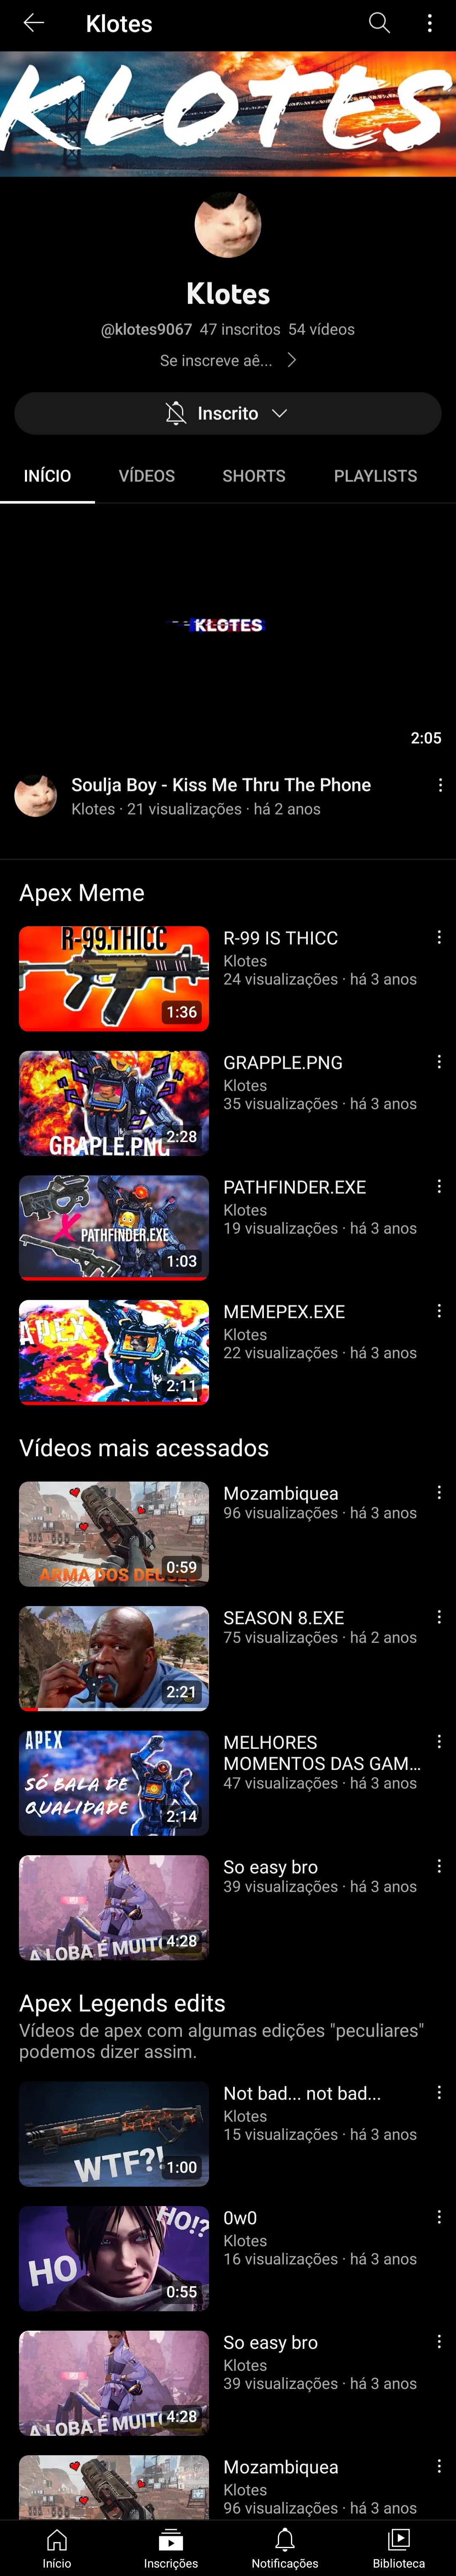 Klotes
KLOTES
Klotes
@klotes9067 47 inscritos 54 vídeos
Se inscreve aê...
Inscrito
INÍCIO VÍDEOS SHORTS PLAYLISTS
KLOTES
2:05
Soulja Boy - Kiss Me Thru The Phone
Klotes · 21 visualizações · há 2 anos
Apex Meme
R-99.THICC
1:36
R-99 IS THICC
Klotes
24 visualizações · há 3 anos
GRAPLE.PNG
2:28
GRAPPLE.PNG
Klotes
35 visualizações · há 3 anos
PATHFINDER.EXE
1:03
PATHFINDER.EXE
Klotes
19 visualizações · há 3 anos
APEX
2:11
MEMEPEX.EXE
Klotes
22 visualizações · há 3 anos
Vídeos mais acessados
ARMA DOS DEUSES
0:59
Mozambiquea
96 visualizações · há 3 anos
2:21
SEASON 8.EXE
75 visualizações · há 2 anos
APEX
SÓ BALA DE
QUALIDADE
2:14
MELHORES
MOMENTOS DAS GAM...
47 visualizações · há 3 anos
A LOBA É MUITO
4:28
So easy bro
39 visualizações · há 3 anos
Apex Legends edits
Vídeos de apex com algumas edições "peculiares"
podemos dizer assim.
WTF?!
1:00
Not bad... not bad...
Klotes
15 visualizações · há 3 anos
HO!?
HO
0:55
0w0
Klotes
16 visualizações · há 3 anos
A LOBA É MUITO
4:28
So easy bro
Klotes
39 visualizações · há 3 anos
Mozambiquea
Klotes
96 visualizações · há 3 anos
Início Inscrições Notificações Biblioteca